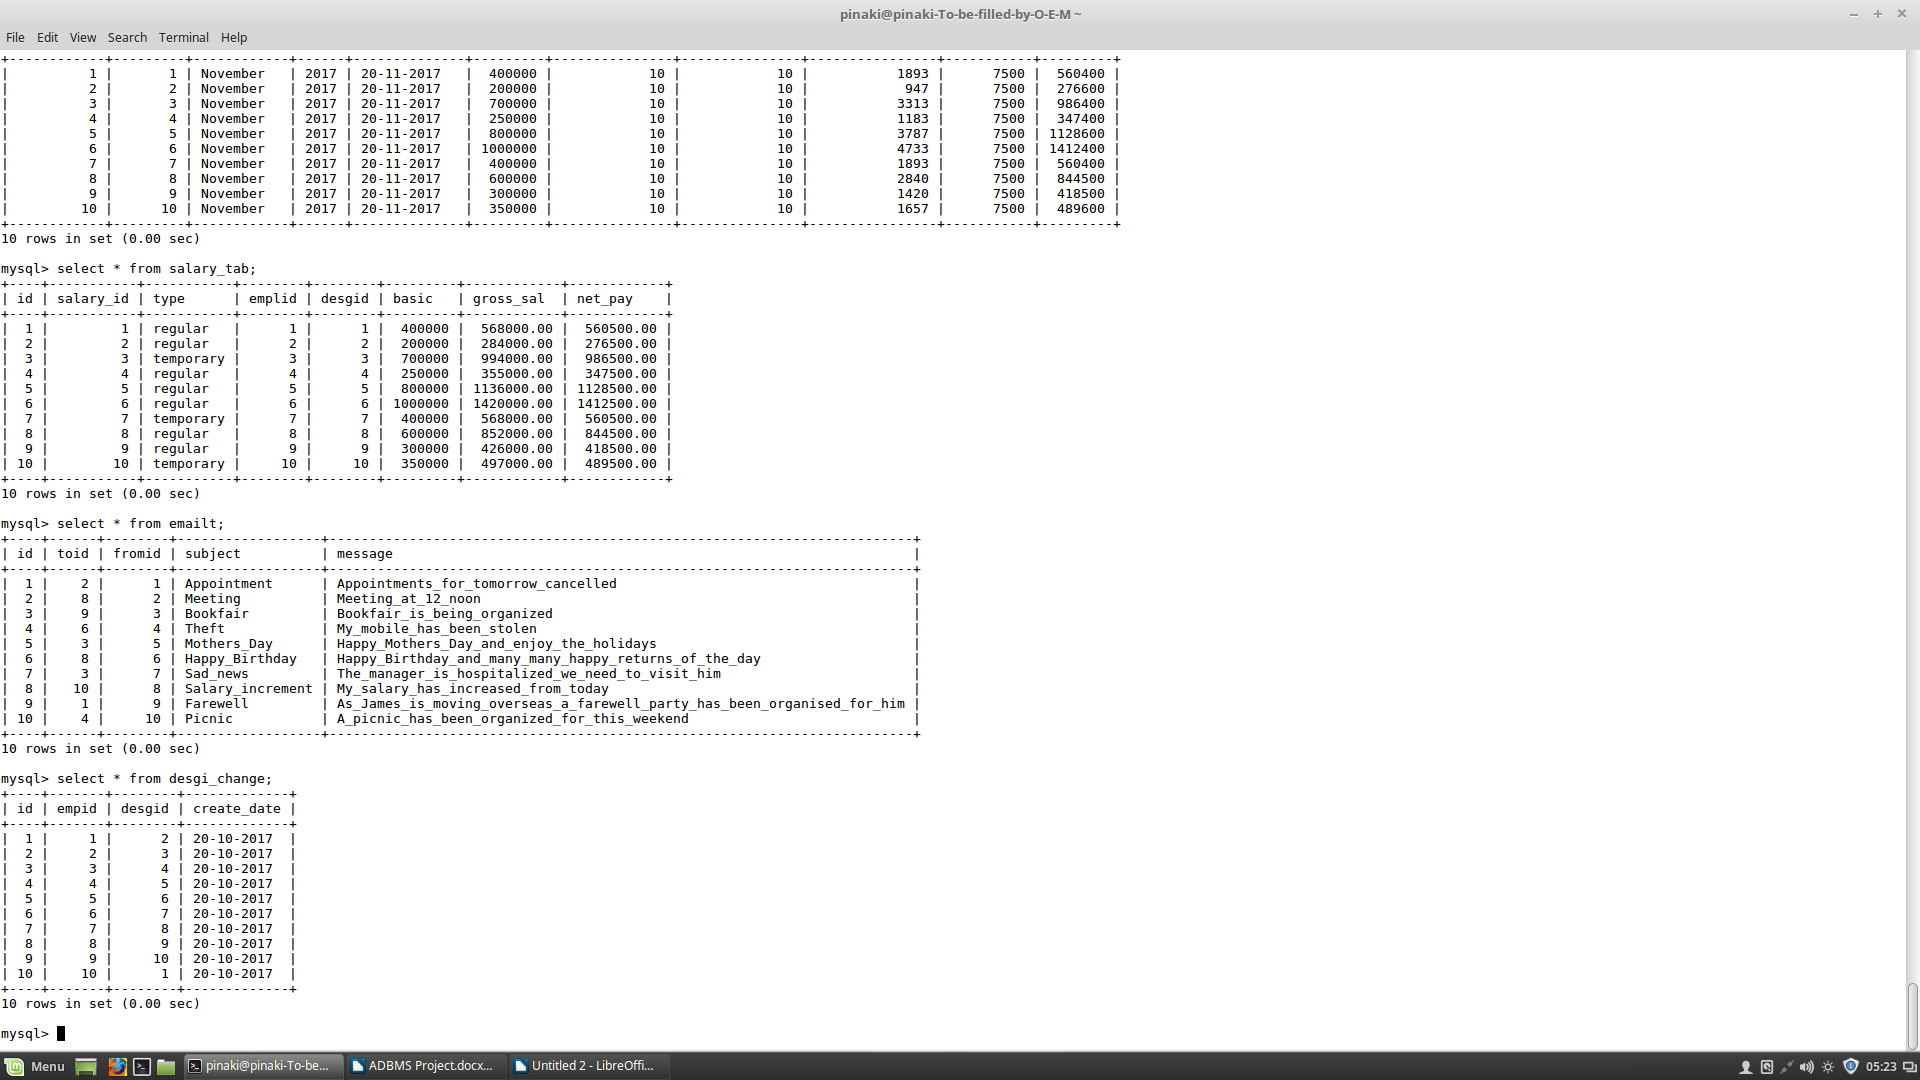 pinaki@pinaki-To-be-filled-by-O-E-M ~
File Edit View Search Terminal Help
+------------+---------+------------+------+--------------+---------+---------------+---------------+----------------+-----------+---------+
| 1 | 1 | November | 2017 | 20-11-2017 | 400000 | 10 | 10 | 1893 | 7500 | 560400 |
| 2 | 2 | November | 2017 | 20-11-2017 | 200000 | 10 | 10 | 947 | 7500 | 276600 |
| 3 | 3 | November | 2017 | 20-11-2017 | 700000 | 10 | 10 | 3313 | 7500 | 986400 |
| 4 | 4 | November | 2017 | 20-11-2017 | 250000 | 10 | 10 | 1183 | 7500 | 347400 |
| 5 | 5 | November | 2017 | 20-11-2017 | 800000 | 10 | 10 | 3787 | 7500 | 1128600 |
| 6 | 6 | November | 2017 | 20-11-2017 | 1000000 | 10 | 10 | 4733 | 7500 | 1412400 |
| 7 | 7 | November | 2017 | 20-11-2017 | 400000 | 10 | 10 | 1893 | 7500 | 560400 |
| 8 | 8 | November | 2017 | 20-11-2017 | 600000 | 10 | 10 | 2840 | 7500 | 844500 |
| 9 | 9 | November | 2017 | 20-11-2017 | 300000 | 10 | 10 | 1420 | 7500 | 418500 |
| 10 | 10 | November | 2017 | 20-11-2017 | 350000 | 10 | 10 | 1657 | 7500 | 489600 |
+------------+---------+------------+------+--------------+---------+---------------+---------------+----------------+-----------+---------+
10 rows in set (0.00 sec)
mysql> select * from salary_tab;
+----+-----------+-----------+--------+--------+---------+------------+------------+
| id | salary_id | type | emplid | desgid | basic | gross_sal | net_pay |
+----+-----------+-----------+--------+--------+---------+------------+------------+
| 1 | 1 | regular | 1 | 1 | 400000 | 568000.00 | 560500.00 |
| 2 | 2 | regular | 2 | 2 | 200000 | 284000.00 | 276500.00 |
| 3 | 3 | temporary | 3 | 3 | 700000 | 994000.00 | 986500.00 |
| 4 | 4 | regular | 4 | 4 | 250000 | 355000.00 | 347500.00 |
| 5 | 5 | regular | 5 | 5 | 800000 | 1136000.00 | 1128500.00 |
| 6 | 6 | regular | 6 | 6 | 1000000 | 1420000.00 | 1412500.00 |
| 7 | 7 | temporary | 7 | 7 | 400000 | 568000.00 | 560500.00 |
| 8 | 8 | regular | 8 | 8 | 600000 | 852000.00 | 844500.00 |
| 9 | 9 | regular | 9 | 9 | 300000 | 426000.00 | 418500.00 |
| 10 | 10 | temporary | 10 | 10 | 350000 | 497000.00 | 489500.00 |
+----+-----------+-----------+--------+--------+---------+------------+------------+
10 rows in set (0.00 sec)
mysql> select * from emailt;
+----+------+--------+------------------+-------------------------------------------------------------------------+
| id | toid | fromid | subject | message |
+----+------+--------+------------------+-------------------------------------------------------------------------+
| 1 | 2 | 1 | Appointment | Appointments_for_tomorrow_cancelled |
| 2 | 8 | 2 | Meeting | Meeting_at_12_noon |
| 3 | 9 | 3 | Bookfair | Bookfair_is_being_organized |
| 4 | 6 | 4 | Theft | My_mobile_has_been_stolen |
| 5 | 3 | 5 | Mothers_Day | Happy_Mothers_Day_and_enjoy_the_holidays |
| 6 | 8 | 6 | Happy_Birthday | Happy_Birthday_and_many_many_happy_returns_of_the_day |
| 7 | 3 | 7 | Sad_news | The_manager_is_hospitalized_we_need_to_visit_him |
| 8 | 10 | 8 | Salary_increment | My_salary_has_increased_from_today |
| 9 | 1 | 9 | Farewell | As_James_is_moving_overseas_a_farewell_party_has_been_organised_for_him |
| 10 | 4 | 10 | Picnic | A_picnic_has_been_organized_for_this_weekend |
+----+------+--------+------------------+-------------------------------------------------------------------------+
10 rows in set (0.00 sec)
mysql> select * from desgi_change;
+----+-------+--------+-------------+
| id | empid | desgid | create_date |
+----+-------+--------+-------------+
| 1 | 1 | 2 | 20-10-2017 |
| 2 | 2 | 3 | 20-10-2017 |
| 3 | 3 | 4 | 20-10-2017 |
| 4 | 4 | 5 | 20-10-2017 |
| 5 | 5 | 6 | 20-10-2017 |
| 6 | 6 | 7 | 20-10-2017 |
| 7 | 7 | 8 | 20-10-2017 |
| 8 | 8 | 9 | 20-10-2017 |
| 9 | 9 | 10 | 20-10-2017 |
| 10 | 10 | 1 | 20-10-2017 |
+----+-------+--------+-------------+
10 rows in set (0.00 sec)
mysql>
Menu pinaki@pinaki-To-be... ADBMS Project.docx... Untitled 2 - LibreOffi... 05:23